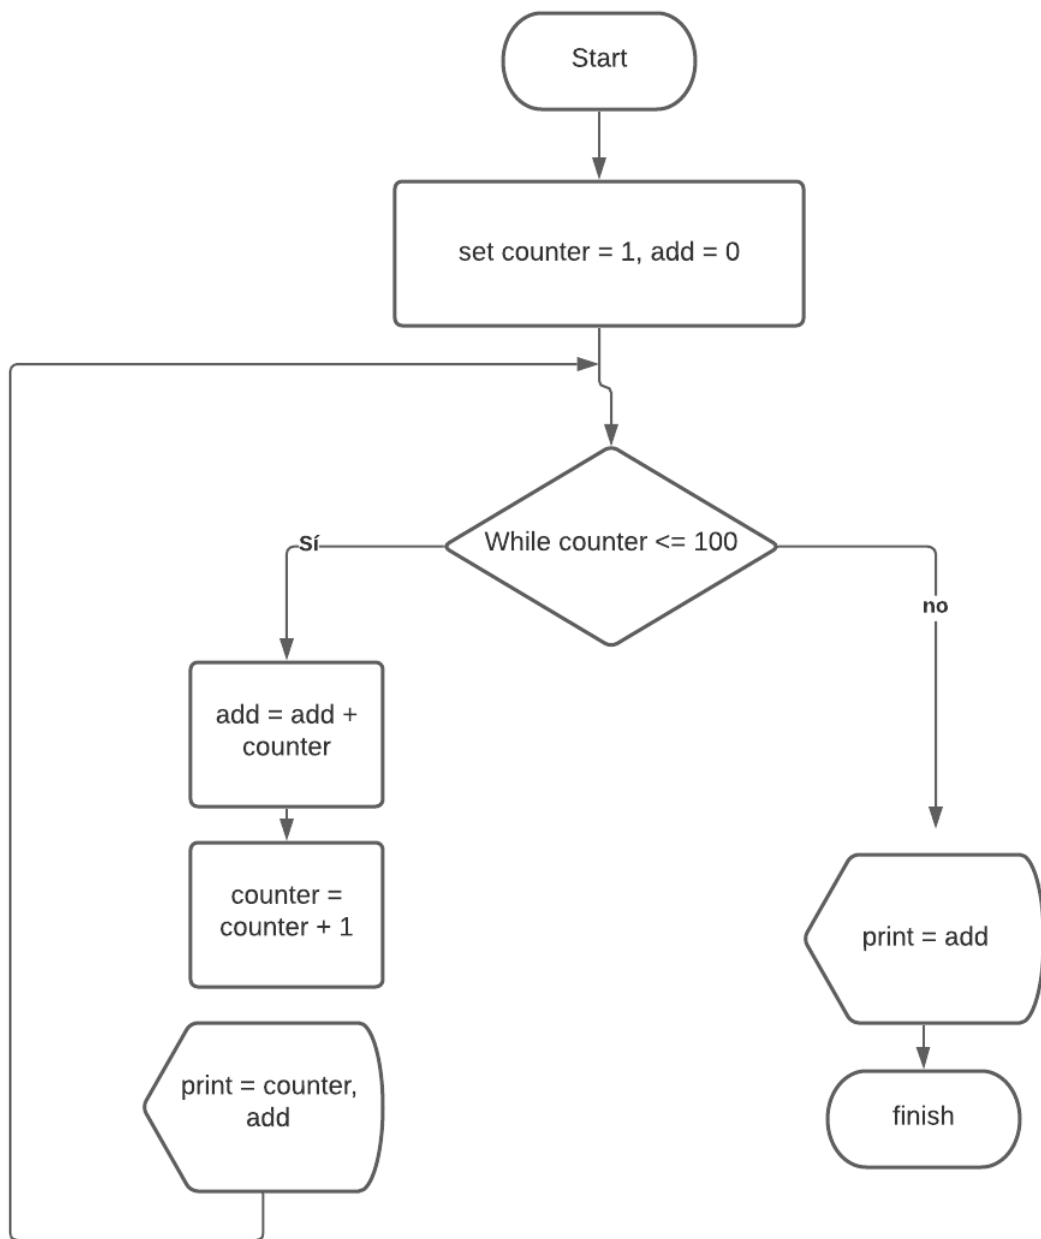 Start
set counter = 1, add = 0
While counter <= 100
Sí
no
add = add +
counter
counter =
counter + 1
print = counter,
add
print = add
finish